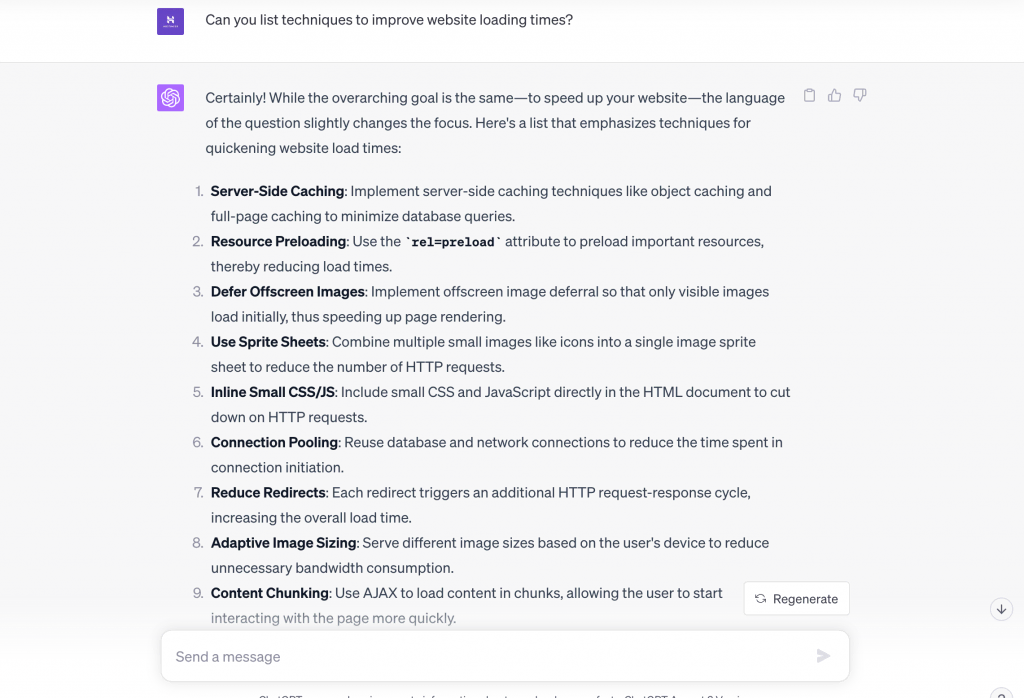 Can you list techniques to improve website loading times?
Certainly! While the overarching goal is the same—to speed up your website—the language
of the question slightly changes the focus. Here's a list that emphasizes techniques for
quickening website load times:
1. Server-Side Caching: Implement server-side caching techniques like object caching and
full-page caching to minimize database queries.
2. Resource Preloading: Use the `rel=preload` attribute to preload important resources,
thereby reducing load times.
3. Defer Offscreen Images: Implement offscreen image deferral so that only visible images
load initially, thus speeding up page rendering.
4. Use Sprite Sheets: Combine multiple small images like icons into a single image sprite
sheet to reduce the number of HTTP requests.
5. Inline Small CSS/JS: Include small CSS and JavaScript directly in the HTML document to cut
down on HTTP requests.
6. Connection Pooling: Reuse database and network connections to reduce the time spent in
connection initiation.
7. Reduce Redirects: Each redirect triggers an additional HTTP request-response cycle,
increasing the overall load time.
8. Adaptive Image Sizing: Serve different image sizes based on the user's device to reduce
unnecessary bandwidth consumption.
9. Content Chunking: Use AJAX to load content in chunks, allowing the user to start
interacting with the page more quickly.
Regenerate
Send a message